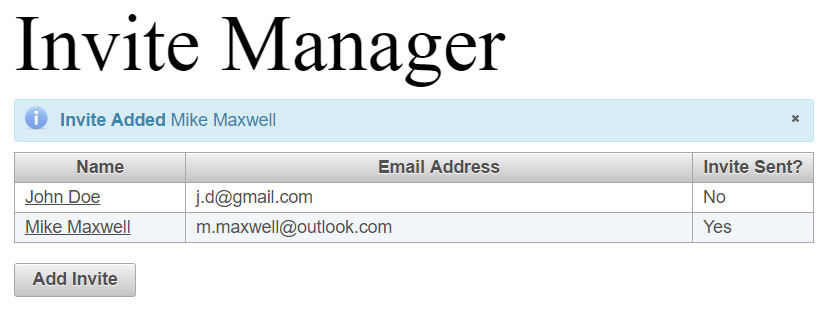 Invite Manager
Invite Added Mike Maxwell ×
Name Email Address Invite Sent?
John Doe j.d@gmail.com No
Mike Maxwell m.maxwell@outlook.com Yes
Add Invite